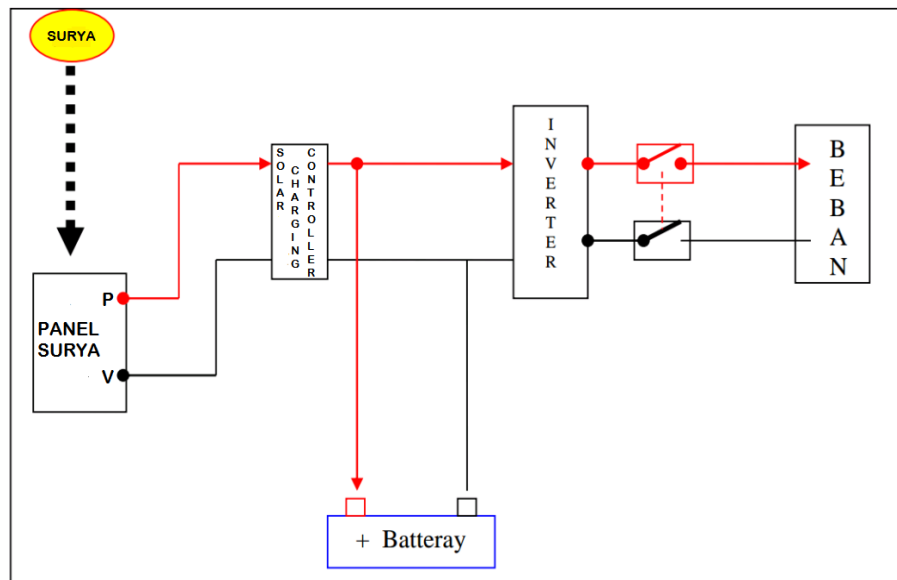 SURYA
SOLAR
CHARGING
CONTROLLER
INVERTER
BEBAN
P
PANEL
SURYA
V
+ Batteray